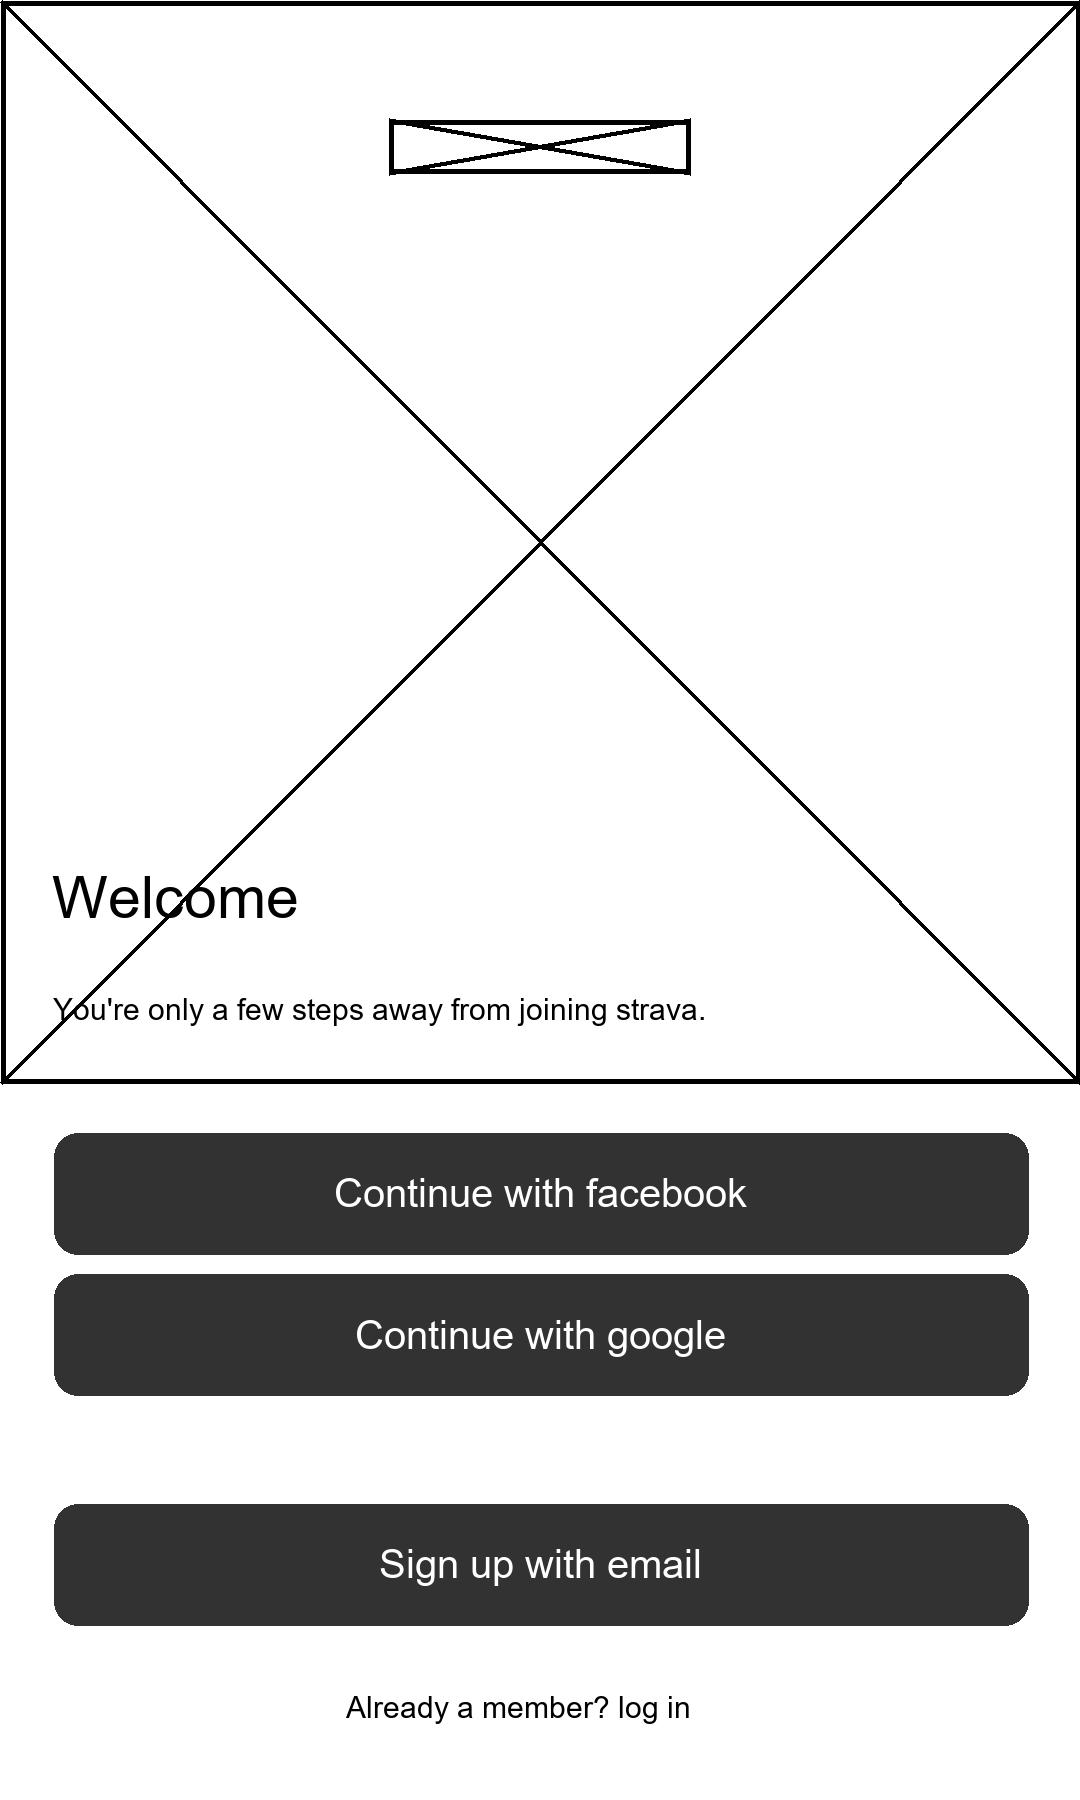 Welcome
You're only a few steps away from joining strava.
Continue with facebook
Continue with google
Sign up with email
Already a member? log in